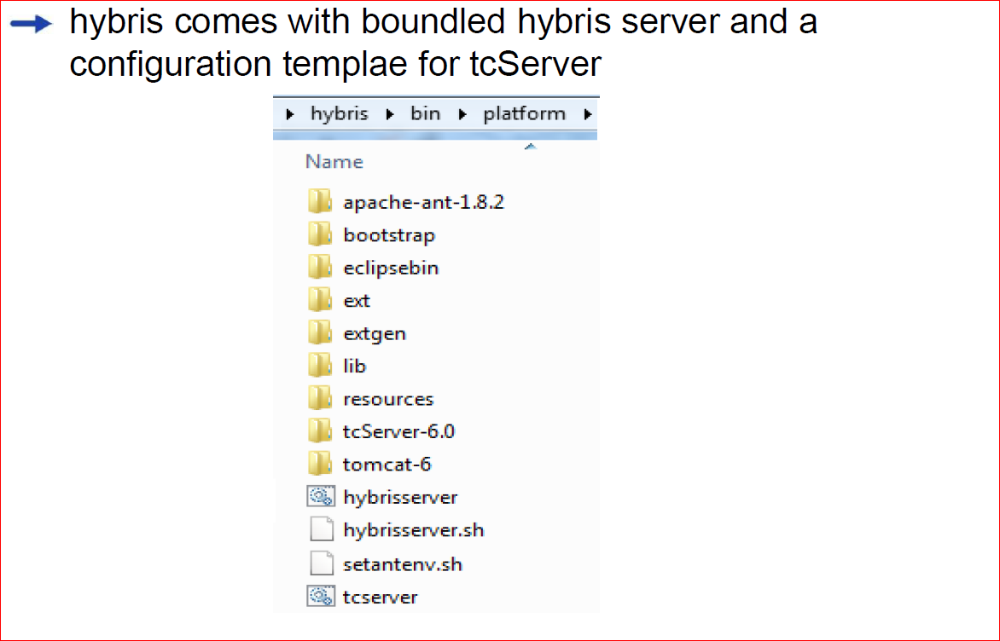 hybris comes with boundled hybris server and a
configuration templae for tcServer
hybris bin platform
Name
apache-ant-1.8.2
bootstrap
eclipsebin
ext
extgen
lib
resources
tcServer-6.0
tomcat-6
hybrisserver
hybrisserver.sh
setantenv.sh
tcserver